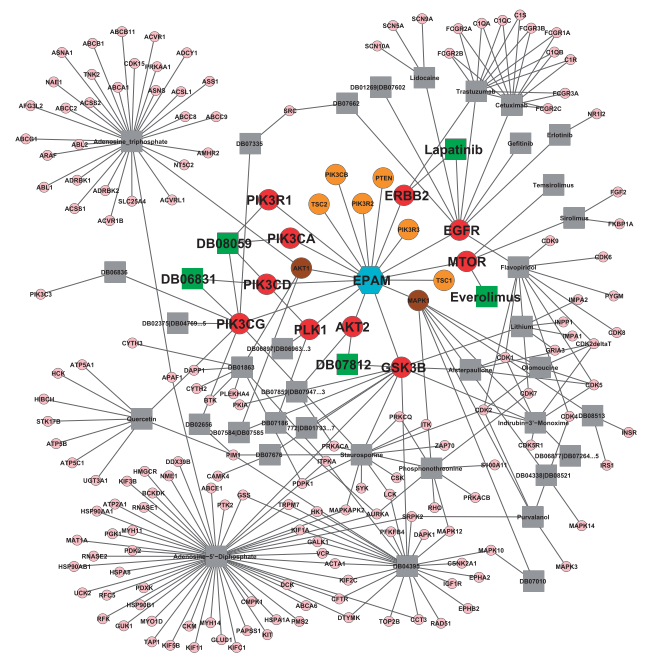 ABCB11
ACVR1
SCN5A
SCN9A
C1S
C1QC
C1QA
FCGR3B
FCGR2A
FCGR1A
ABCB1
ADCY1
ASNA1
CDK15
PRKAA1
SCN10A
FCGR2B
C1QB
C1R
TNK2
NAE1
ABCA1
ASNS
ACSL1
ASS1
Lidocaine
DB01269|DB07602
Trastuzumab
FCGR3A
AFG3L2
ABCC2
ACSS2
ABCC8
ABCC9
SRC
DB07662
Cetuximab
FCGR2C
NR1I2
ABCG1
ABL2
Adenosine_triphosphate
DB07335
Lapatinib
Gefitinib
Erlotinib
ARAF
AMHR2
NT5C2
ABL1
ADRBK1
ADRBK2
PIK3CB
PTEN
Temsirolimus
ACSS1
SLC25A4
ACVRL1
PIK3R1
TSC2
PIK3R2
ERBB2
FGF2
ACVR1B
Sirolimus
FKBP1A
PIK3R3
EGFR
DB08059
PIK3CA
CDK9
MTOR
Flavopiridol
CDK6
DB06836
DB06831
AKT1
PIK3CD
EPAM
TSC1
IMPA2
PYGM
PIK3C3
MAPK1
Everolimus
PIK3CG
PLK1
AKT2
Lithium
INPP1
IMPA1
CDK8
CDK2deltaT
CYTH3
GRIA3
ATP5A1
DAPP1
DB01863
DB07812
GSK3B
CDK1
Alsterpaullone
Olomoucine
HCK
APAF1
CYTH2
PLEKHA4
CDK7
CDK5
HIBCH
BTK
PKIA
Quercetin
DB02656
DB07186
PRKCQ
CDK2
CDK4
DB08513
STK17B
DB07584|DB07585
ITK
Indirubin-3'-Monoxime
INSR
ATP5B
PIM1
PRKACA
ZAP70
CDK5R1
ATP5C1
DDX39B
DB07676
ITPKA
Staurosporine
IRS1
UGT3A1
HMGCR
NME1
CAMK4
CSK
Phosphonothreonine
DB04338|DB08521
KIF3B
BCKDK
ABCE1
PDPK1
SYK
LCK
ATP2A1
RNASE1
GSS
PTK2
TRPM7
HK1
MAPKAPK2
RHO
PRKACB
HSP90AA1
MYH11
AURKA
SRPK2
Purvalanol
MAPK14
PGK1
KIF1A
PFKFB4
DAPK1
MAPK12
MAT1A
PDK2
GALK1
VCP
RNASE2
Adenosine-5'-Diphosphate
ACTA1
DB04395
MAPK10
CSNK2A1
MAPK3
HSP90AB1
HSPA8
KIF2C
EPHA2
UCK2
PDXK
DCK
IGF1R
DB07010
RFC5
HSP90B1
CMPK1
ABCA6
CFTR
EPHB2
RFK
MYO1D
HSPA1A
DTYMK
CCT3
RAD51
GUK1
CKM
MYH14
PAPSS1
PMS2
TOP2B
TAP1
KIF5B
GLUD1
KIT
KIF11
KIFC1